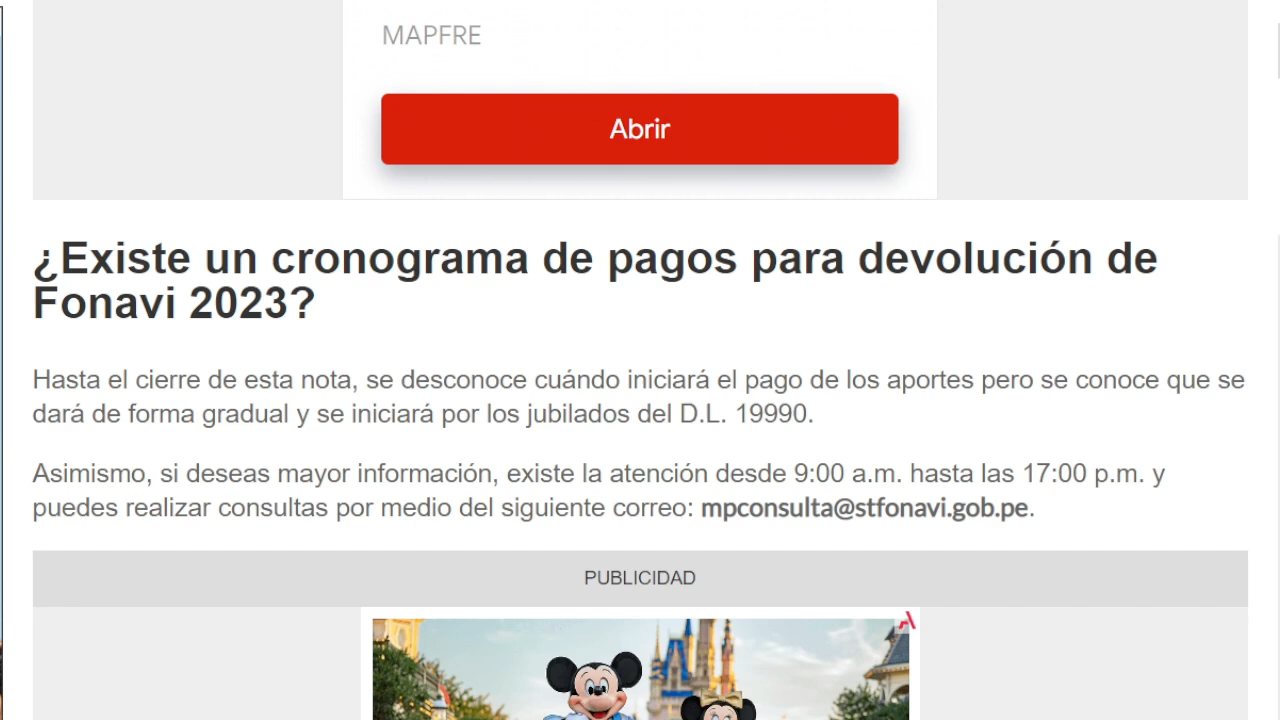 MAPFRE
Abrir
¿Existe un cronograma de pagos para devolución de
Fonavi 2023?
Hasta el cierre de esta nota, se desconoce cuándo iniciará el pago de los aportes pero se conoce que se
dará de forma gradual y se iniciará por los jubilados del D.L. 19990.
Asimismo, si deseas mayor información, existe la atención desde 9:00 a.m. hasta las 17:00 p.m. y
puedes realizar consultas por medio del siguiente correo: mpconsulta@stfonavi.gob.pe.
PUBLICIDAD